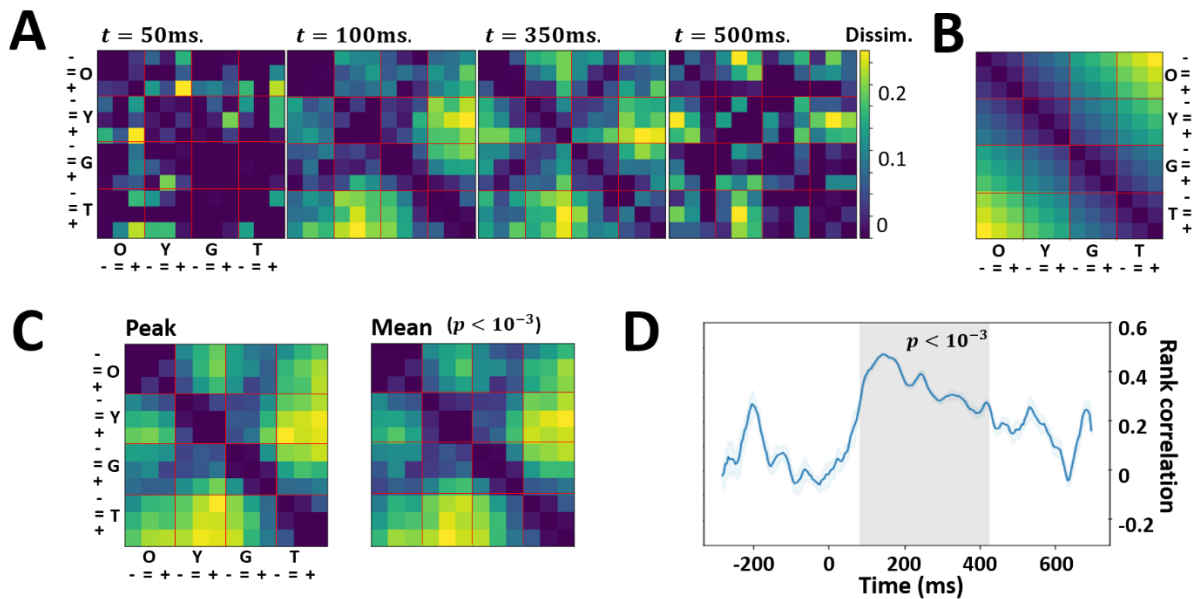 A
t = 50ms.
t = 100ms.
t = 350ms.
t = 500ms.
Dissim.
0.2
0.1
0
- = + O
- = + Y
- = + G
- = + T
O Y G T
- = + - = + - = + - = +
B
- = + O
- = + Y
- = + G
- = + T
O Y G T
- = + - = + - = + - = +
C
Peak
Mean (p < 10⁻³)
- = + O
- = + Y
- = + G
- = + T
O Y G T
- = + - = + - = + - = +
D
p < 10⁻³
0.6
0.4
0.2
0
-0.2
Rank correlation
-200 0 200 400 600
Time (ms)